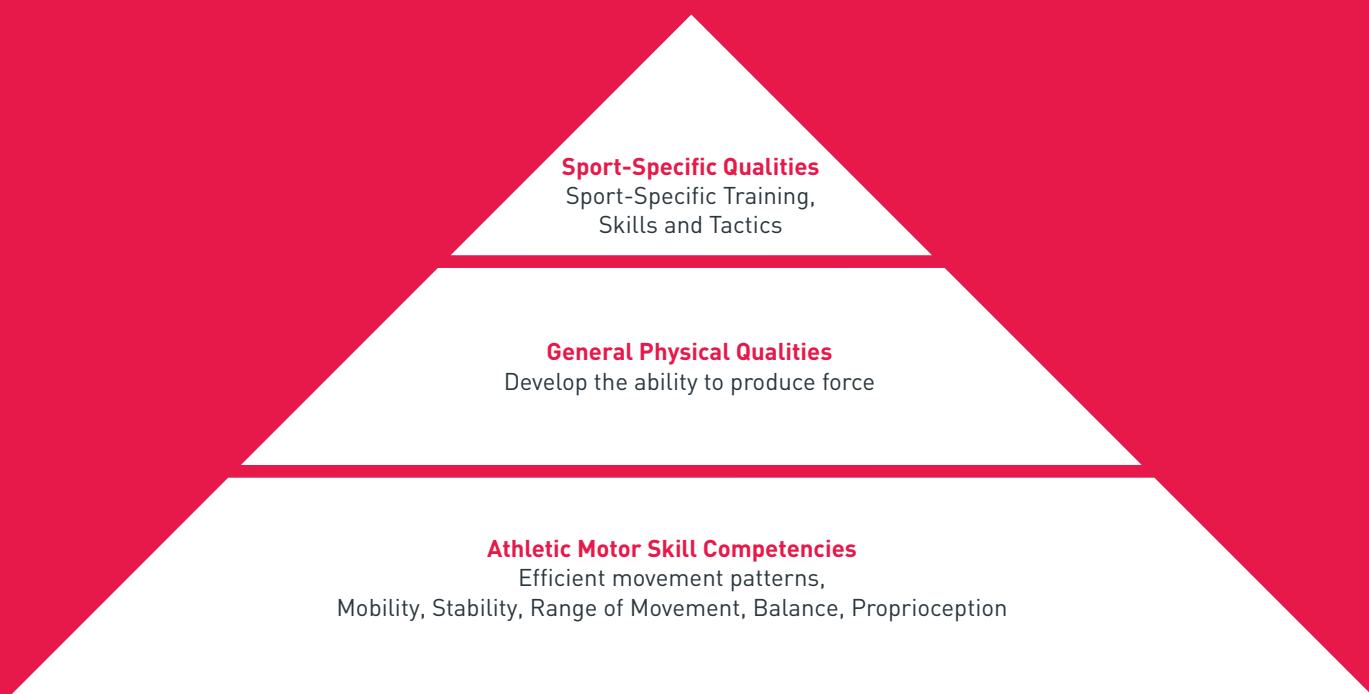 Sport-Specific Qualities
Sport-Specific Training,
Skills and Tactics
General Physical Qualities
Develop the ability to produce force
Athletic Motor Skill Competencies
Efficient movement patterns,
Mobility, Stability, Range of Movement, Balance, Proprioception